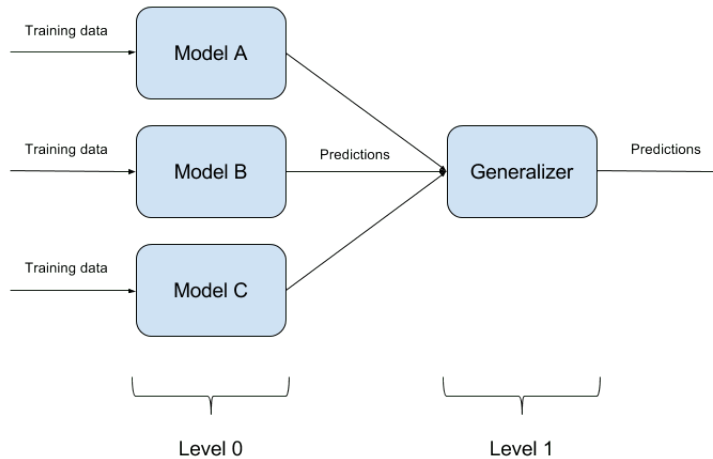 Training data
Model A
Training data
Model B
Predictions
Generalizer
Predictions
Training data
Model C
Level 0
Level 1